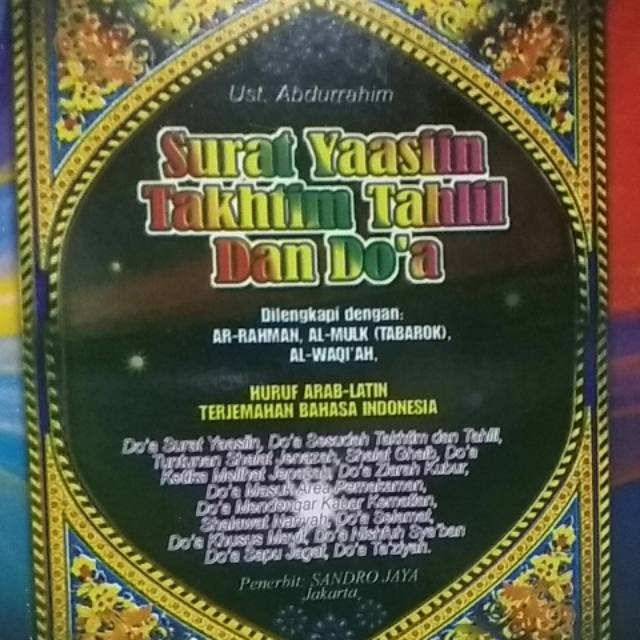 Ust. Abdurrahim
Surat Yaasiin
Takhtim Tahlil
Dan Do'a
Dilengkapi dengan:
AR-RAHMAN, AL-MULK (TABAROK),
AL-WAQI'AH,
HURUF ARAB-LATIN
TERJEMAHAN BAHASA INDONESIA
Do'a Surat Yaasiin, Do'a Sesudah Takhtim dan Tahlil,
Tuntunan Shalat Jenazah, Shalat Ghaib, Do'a
Ketika Melihat Jenazah, Do'a Ziarah Kubur,
Do'a Masuk Area Pemakaman,
Do'a Mendengar Kabar Kematian,
Shalawat Nariyah, Do'a Selamat,
Do'a Khusus Mayit, Do'a Nishfuh Sya'ban
Do'a Sapu Jagat, Do'a Ta'ziyah.
Penerbit: SANDRO JAYA
Jakarta